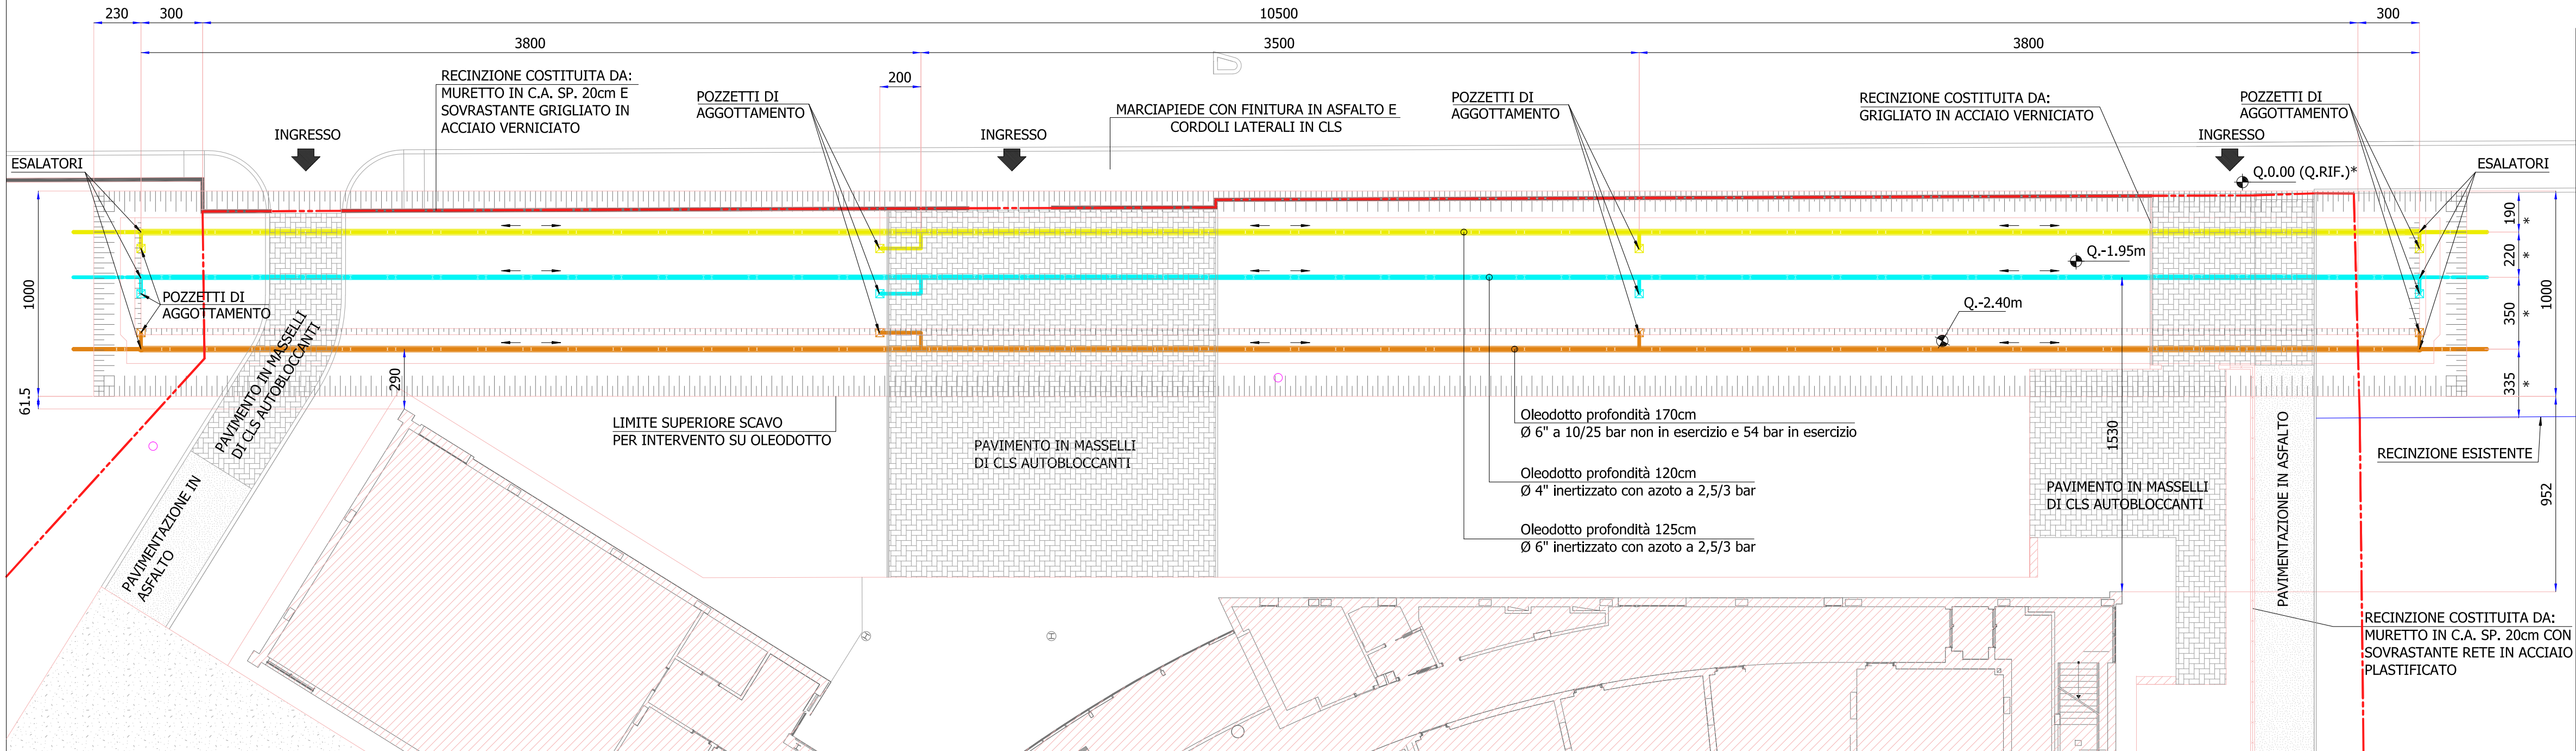 230
300
10500
300
3800
3500
3800
200
RECINZIONE COSTITUITA DA:
MURETTO IN C.A. SP. 20cm E
SOVRASTANTE GRIGLIATO IN
ACCIAIO VERNICIATO
POZZETTI DI
AGGOTTAMENTO
MARCIAPIEDE CON FINITURA IN ASFALTO E
CORDOLI LATERALI IN CLS
POZZETTI DI
AGGOTTAMENTO
RECINZIONE COSTITUITA DA:
GRIGLIATO IN ACCIAIO VERNICIATO
POZZETTI DI
AGGOTTAMENTO
INGRESSO
INGRESSO
INGRESSO
ESALATORI
ESALATORI
Q.0.00 (Q.RIF.)*
Q.-1.95m
Q.-2.40m
190 *
220 *
350 *
335 *
1000
1000
61.5
290
POZZETTI DI
AGGOTTAMENTO
PAVIMENTO IN MASSELLI
DI CLS AUTOBLOCCANTI
LIMITE SUPERIORE SCAVO
PER INTERVENTO SU OLEODOTTO
PAVIMENTO IN MASSELLI
DI CLS AUTOBLOCCANTI
Oleodotto profondità 170cm
Ø 6" a 10/25 bar non in esercizio e 54 bar in esercizio
Oleodotto profondità 120cm
Ø 4" inertizzato con azoto a 2,5/3 bar
Oleodotto profondità 125cm
Ø 6" inertizzato con azoto a 2,5/3 bar
1530
PAVIMENTO IN MASSELLI
DI CLS AUTOBLOCCANTI
PAVIMENTAZIONE IN ASFALTO
RECINZIONE ESISTENTE
952
PAVIMENTAZIONE IN
ASFALTO
RECINZIONE COSTITUITA DA:
MURETTO IN C.A. SP. 20cm CON
SOVRASTANTE RETE IN ACCIAIO
PLASTIFICATO